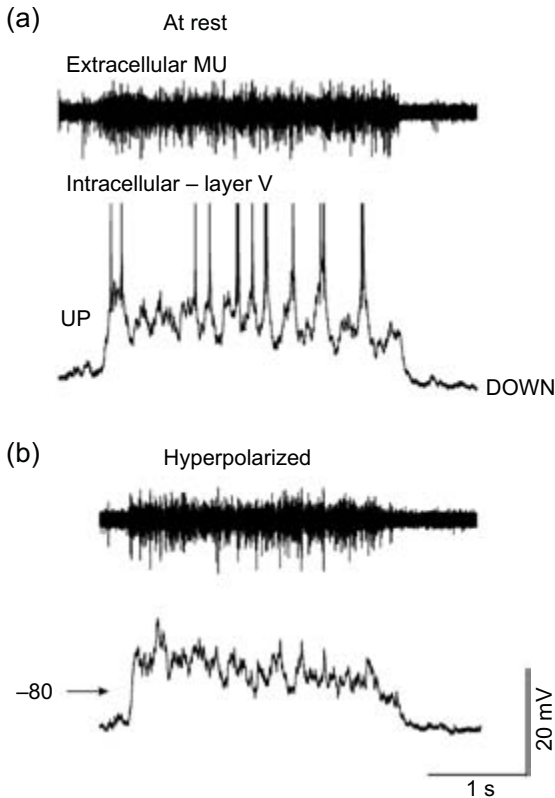 (a)
At rest
Extracellular MU
Intracellular – layer V
UP
DOWN
(b)
Hyperpolarized
–80
20 mV
1 s